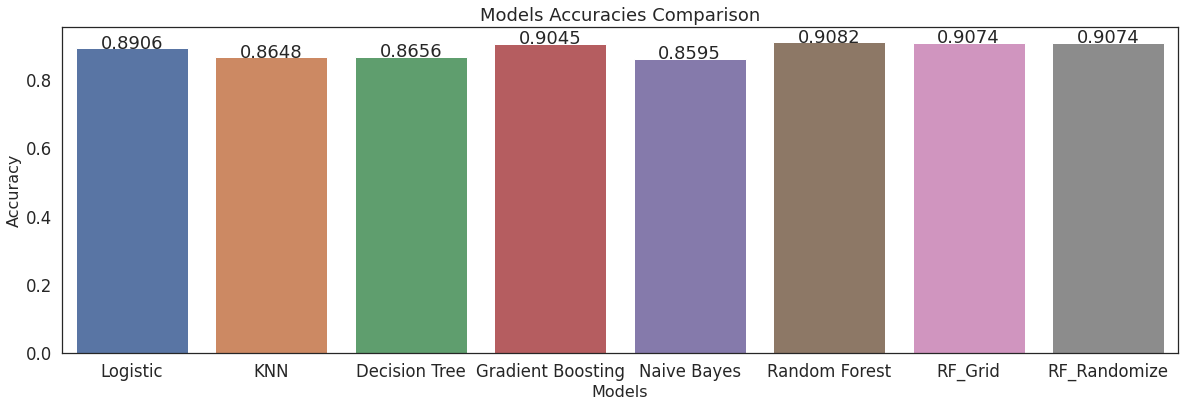 Models Accuracies Comparison
0.8906 0.8648 0.8656 0.9045 0.8595 0.9082 0.9074 0.9074
Accuracy
0.8
0.6
0.4
0.2
0.0
Logistic KNN Decision Tree Gradient Boosting Naive Bayes Random Forest RF_Grid RF_Randomize
Models